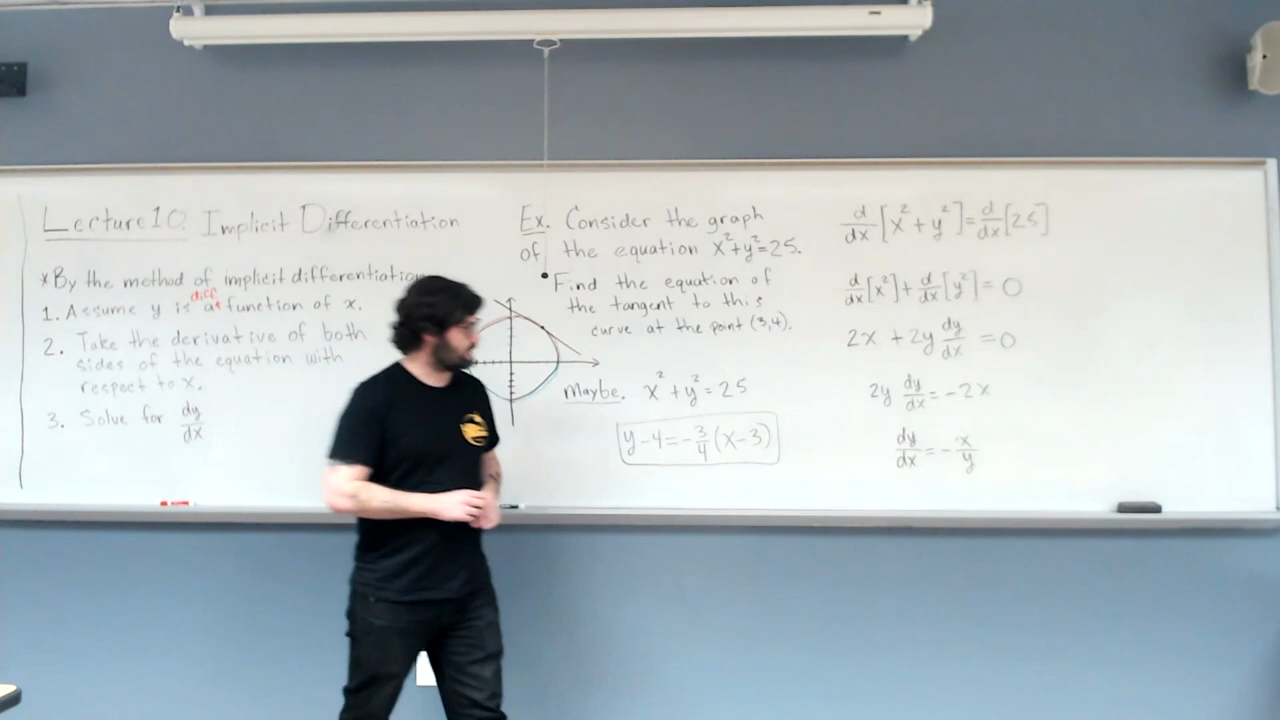 Lecture 10. Implicit Differentiation
*By the method of implicit differentiation
1. Assume y is a diff function of x.
2. Take the derivative of both
sides of the equation with
respect to x.
3. Solve for dy/dx
Ex. Consider the graph
of the equation x²+y²=25.
Find the equation of
the tangent to this
curve at the point (3,4).
Maybe. x²+y²=25
y-4=-3/4(x-3)
d/dx[x²+y²]=d/dx[25]
d/dx[x²]+d/dx[y²]=0
2x+2y dy/dx=0
2y dy/dx=-2x
dy/dx=-x/y